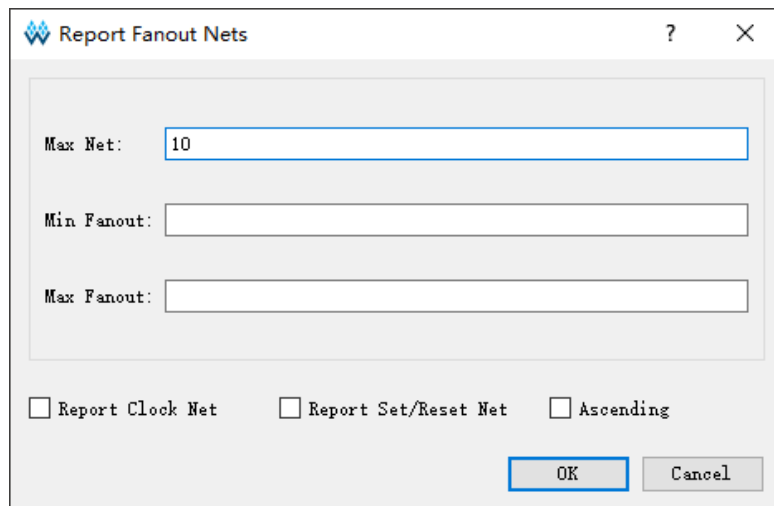 Report Fanout Nets ?
Max Net: 10
Min Fanout:
Max Fanout:
Report Clock Net Report Set/Reset Net Ascending
OK Cancel